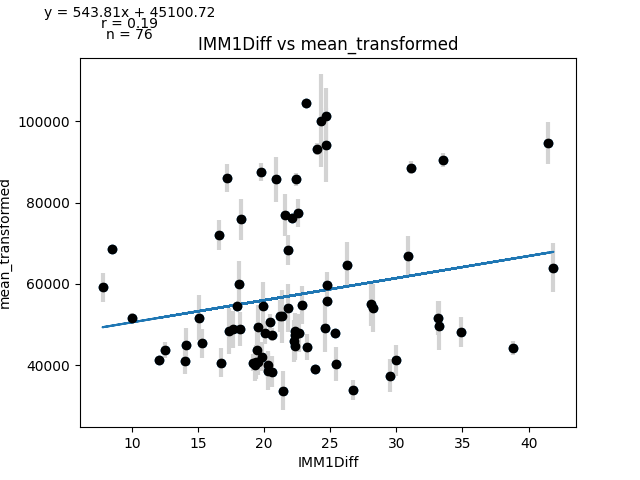 y = 543.81x + 45100.72
r = 0.19
n = 76
IMM1Diff vs mean_transformed
100000
80000
60000
40000
mean_transformed
10 15 20 25 30 35 40
IMM1Diff